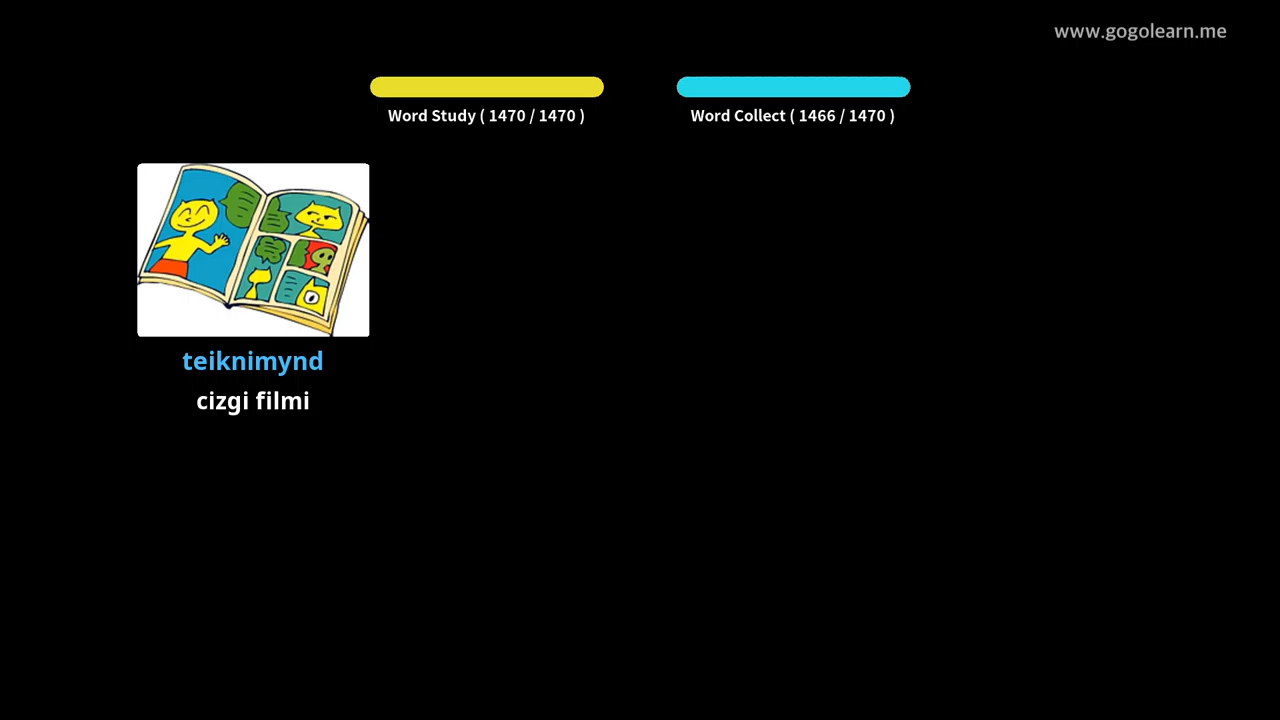 www.gogolearn.me
Word Study ( 1470 / 1470 )
Word Collect ( 1466 / 1470 )
teiknimynd
cizgi filmi